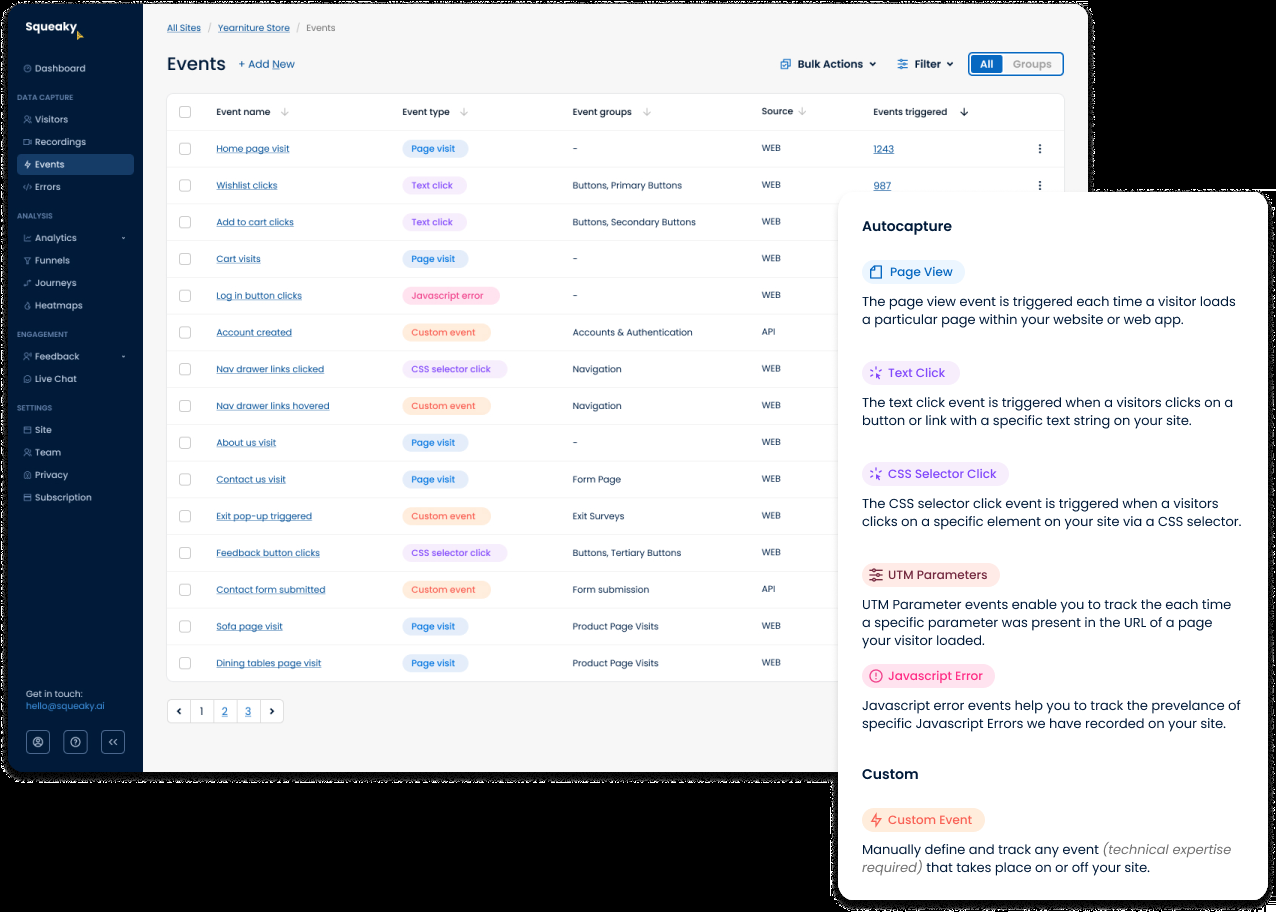 Squeaky
Dashboard
DATA CAPTURE
Visitors
Recordings
Events
Errors
ANALYSIS
Analytics
Funnels
Journeys
Heatmaps
ENGAGEMENT
Feedback
Live Chat
SETTINGS
Site
Team
Privacy
Subscription
Get in touch:
hello@squeaky.ai
All Sites / Yearniture Store / Events
Events + Add New Bulk Actions Filter All Groups
Event name Event type Event groups Source Events triggered
Home page visit Page visit - WEB 1243
Wishlist clicks Text click Buttons, Primary Buttons WEB 987
Add to cart clicks Text click Buttons, Secondary Buttons WEB
Cart visits Page visit - WEB
Log in button clicks Javascript error - WEB
Account created Custom event Accounts & Authentication API
Nav drawer links clicked CSS selector click Navigation WEB
Nav drawer links hovered Custom event Navigation WEB
About us visit Page visit - WEB
Contact us visit Page visit Form Page WEB
Exit pop-up triggered Custom event Exit Surveys WEB
Feedback button clicks CSS selector click Buttons, Tertiary Buttons WEB
Contact form submitted Custom event Form submission API
Sofa page visit Page visit Product Page Visits WEB
Dining tables page visit Page visit Product Page Visits WEB
1 2 3
Autocapture
Page View
The page view event is triggered each time a visitor loads
a particular page within your website or web app.
Text Click
The text click event is triggered when a visitors clicks on a
button or link with a specific text string on your site.
CSS Selector Click
The CSS selector click event is triggered when a visitors
clicks on a specific element on your site via a CSS selector.
UTM Parameters
UTM Parameter events enable you to track the each time
a specific parameter was present in the URL of a page
your visitor loaded.
Javascript Error
Javascript error events help you to track the prevelance of
specific Javascript Errors we have recorded on your site.
Custom
Custom Event
Manually define and track any event (technical expertise
required) that takes place on or off your site.